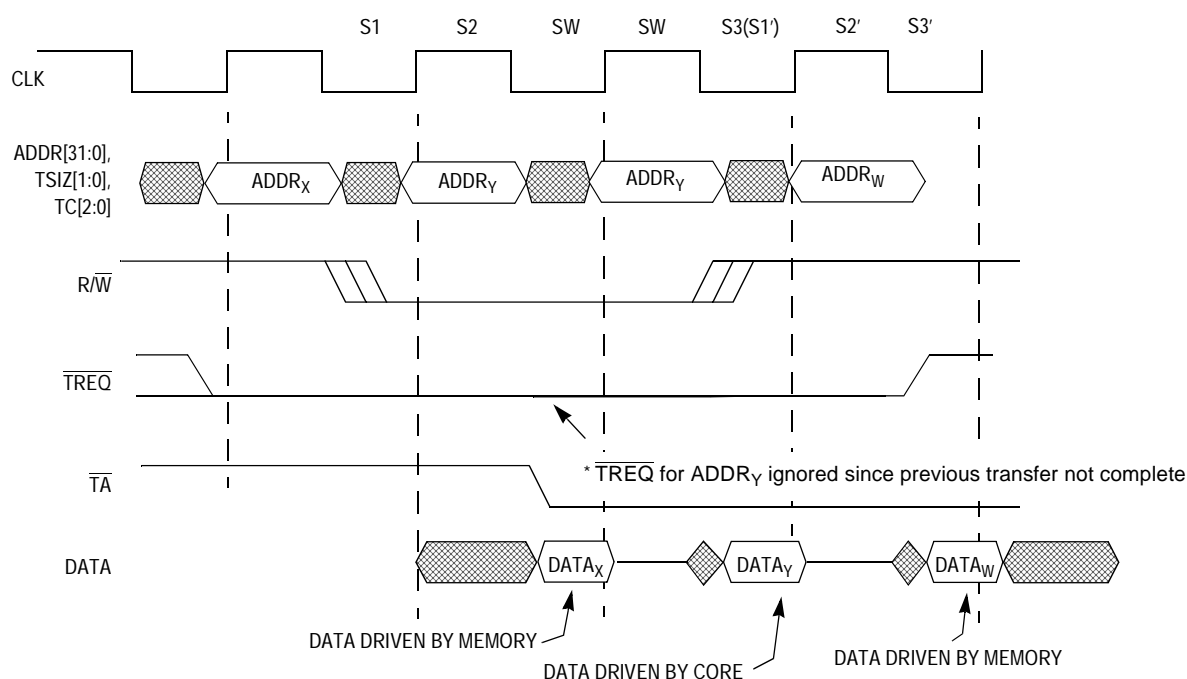 S1 S2 SW SW S3(S1') S2' S3'
CLK
ADDR[31:0],
TSIZ[1:0],
TC[2:0]
ADDRX ADDRY ADDRY ADDRW
R/W
TREQ
* TREQ for ADDRY ignored since previous transfer not complete
TA
DATA
DATAX DATAY DATAW
DATA DRIVEN BY MEMORY
DATA DRIVEN BY CORE
DATA DRIVEN BY MEMORY